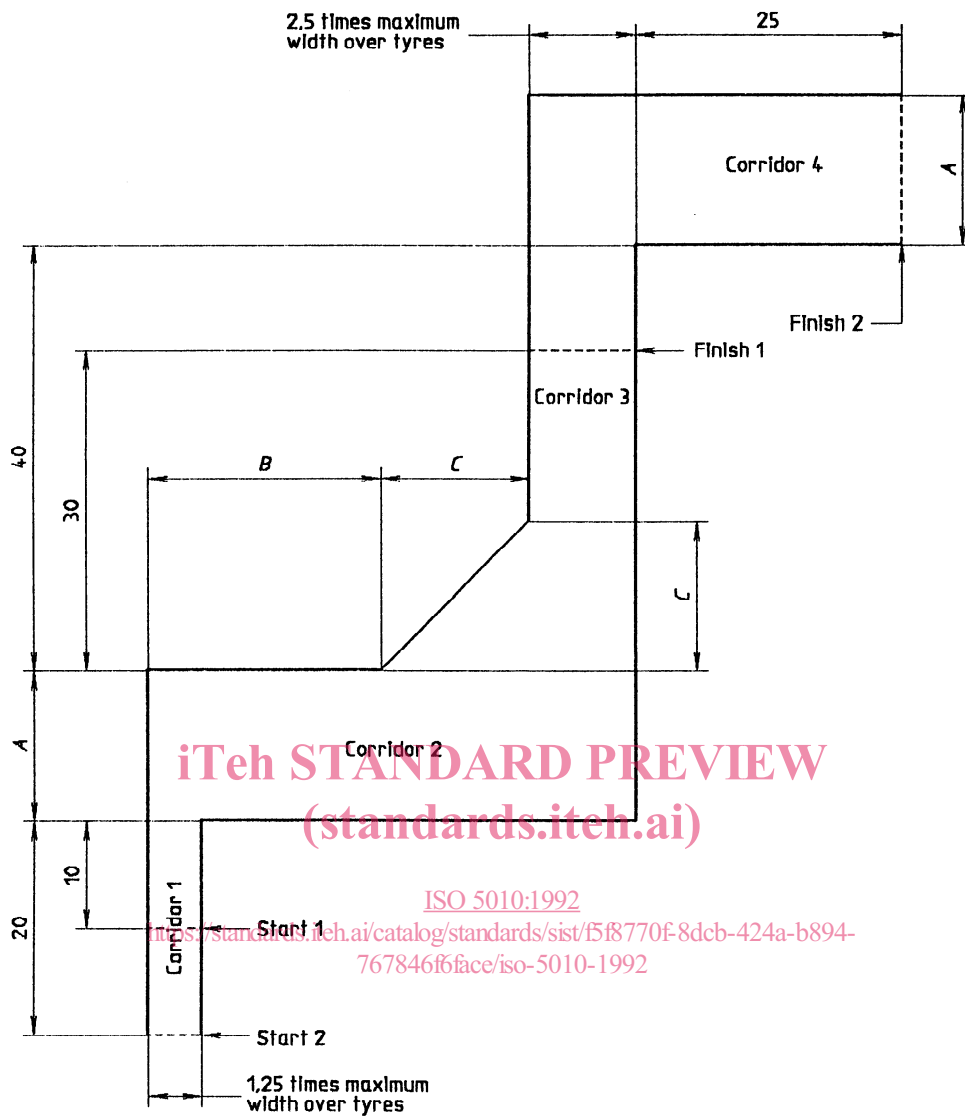 2,5 times maximum
width over tyres
25
Corridor 4
A
Finish 2
Finish 1
Corridor 3
40
30
B
C
C
A
Corridor 2
iTeh STANDARD PREVIEW
(standards.iteh.ai)
10
20
Corridor 1
ISO 5010:1992
Start 1
https://standards.iteh.ai/catalog/standards/sist/f5f8770f-8dcb-424a-b894-
767846f6face/iso-5010-1992
Start 2
1,25 times maximum
width over tyres